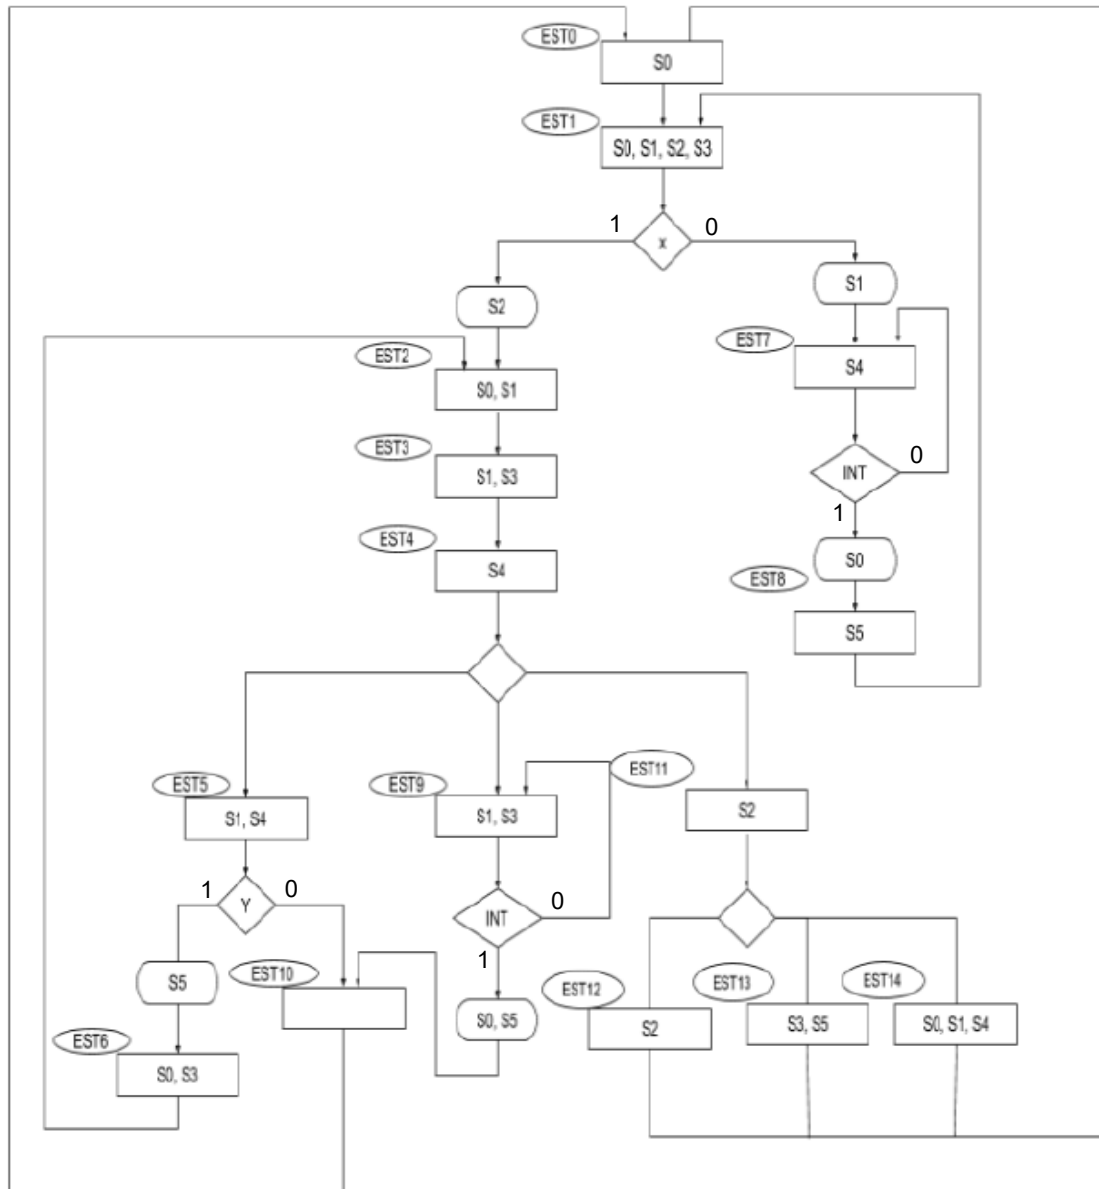 EST0
S0
EST1
S0, S1, S2, S3
1
0
X
S2
S1
EST2
EST7
S0, S1
S4
EST3
S1, S3
INT
0
1
EST4
S4
S0
EST8
S5
EST5
EST9
EST11
S1, S4
S1, S3
S2
1
0
Y
INT
0
1
S5
EST10
S0, S5
EST12
EST13
EST14
S2
S3, S5
S0, S1, S4
EST6
S0, S3